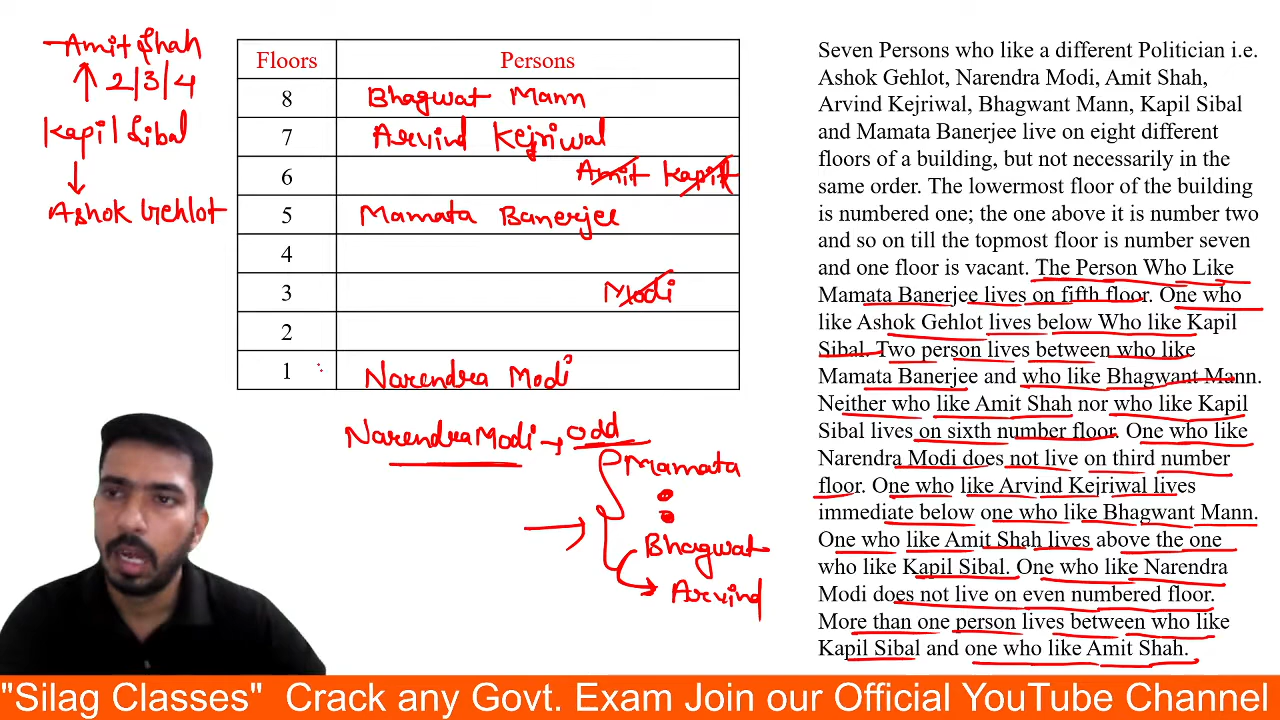 Amit Shah
2/3/4
Kapil Sibal
Ashok Gehlot
Floors Persons
8 Bhagwat Mann
7 Arvind Kejriwal
6 Amit Kapil
5 Mamata Banerjee
4
3 Modi
2
1 Narendra Modi
Narendra Modi → odd
Mamata
Bhagwat
Arvind
Seven Persons who like a different Politician i.e.
Ashok Gehlot, Narendra Modi, Amit Shah,
Arvind Kejriwal, Bhagwant Mann, Kapil Sibal
and Mamata Banerjee live on eight different
floors of a building, but not necessarily in the
same order. The lowermost floor of the building
is numbered one; the one above it is number two
and so on till the topmost floor is number seven
and one floor is vacant. The Person Who Like
Mamata Banerjee lives on fifth floor. One who
like Ashok Gehlot lives below Who like Kapil
Sibal. Two person lives between who like
Mamata Banerjee and who like Bhagwant Mann.
Neither who like Amit Shah nor who like Kapil
Sibal lives on sixth number floor. One who like
Narendra Modi does not live on third number
floor. One who like Arvind Kejriwal lives
immediate below one who like Bhagwant Mann.
One who like Amit Shah lives above the one
who like Kapil Sibal. One who like Narendra
Modi does not live on even numbered floor.
More than one person lives between who like
Kapil Sibal and one who like Amit Shah.
"Silag Classes" Crack any Govt. Exam Join our Official YouTube Channel